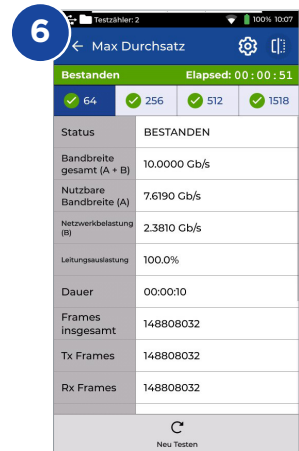 6
Testzähler: 2
100% 10:07
← Max Durchsatz
Bestanden Elapsed: 00:00:51
64 256 512 1518
Status BESTANDEN
Bandbreite
gesamt (A + B) 10.0000 Gb/s
Nutzbare
Bandbreite (A) 7.6190 Gb/s
Netzwerkbelastung
(B) 2.3810 Gb/s
Leitungsauslastung 100.0%
Dauer 00:00:10
Frames
insgesamt 148808032
Tx Frames 148808032
Rx Frames 148808032
Neu Testen